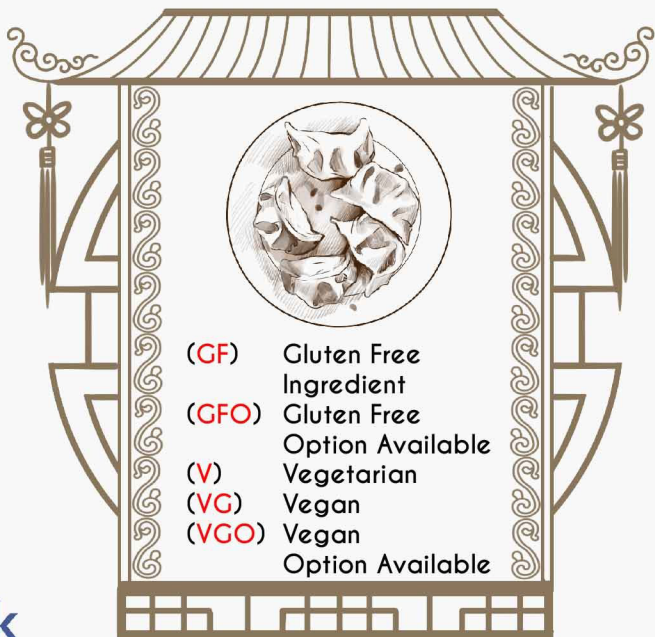 (GF) Gluten Free
Ingredient
(GFO) Gluten Free
Option Available
(V) Vegetarian
(VG) Vegan
(VGO) Vegan
Option Available